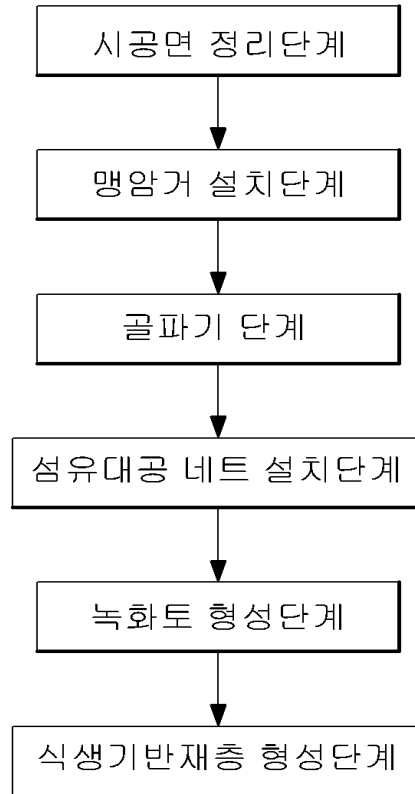 시공면 정리단계
맹암거 설치단계
골파기 단계
섬유대공 네트 설치단계
녹화토 형성단계
식생기반재층 형성단계